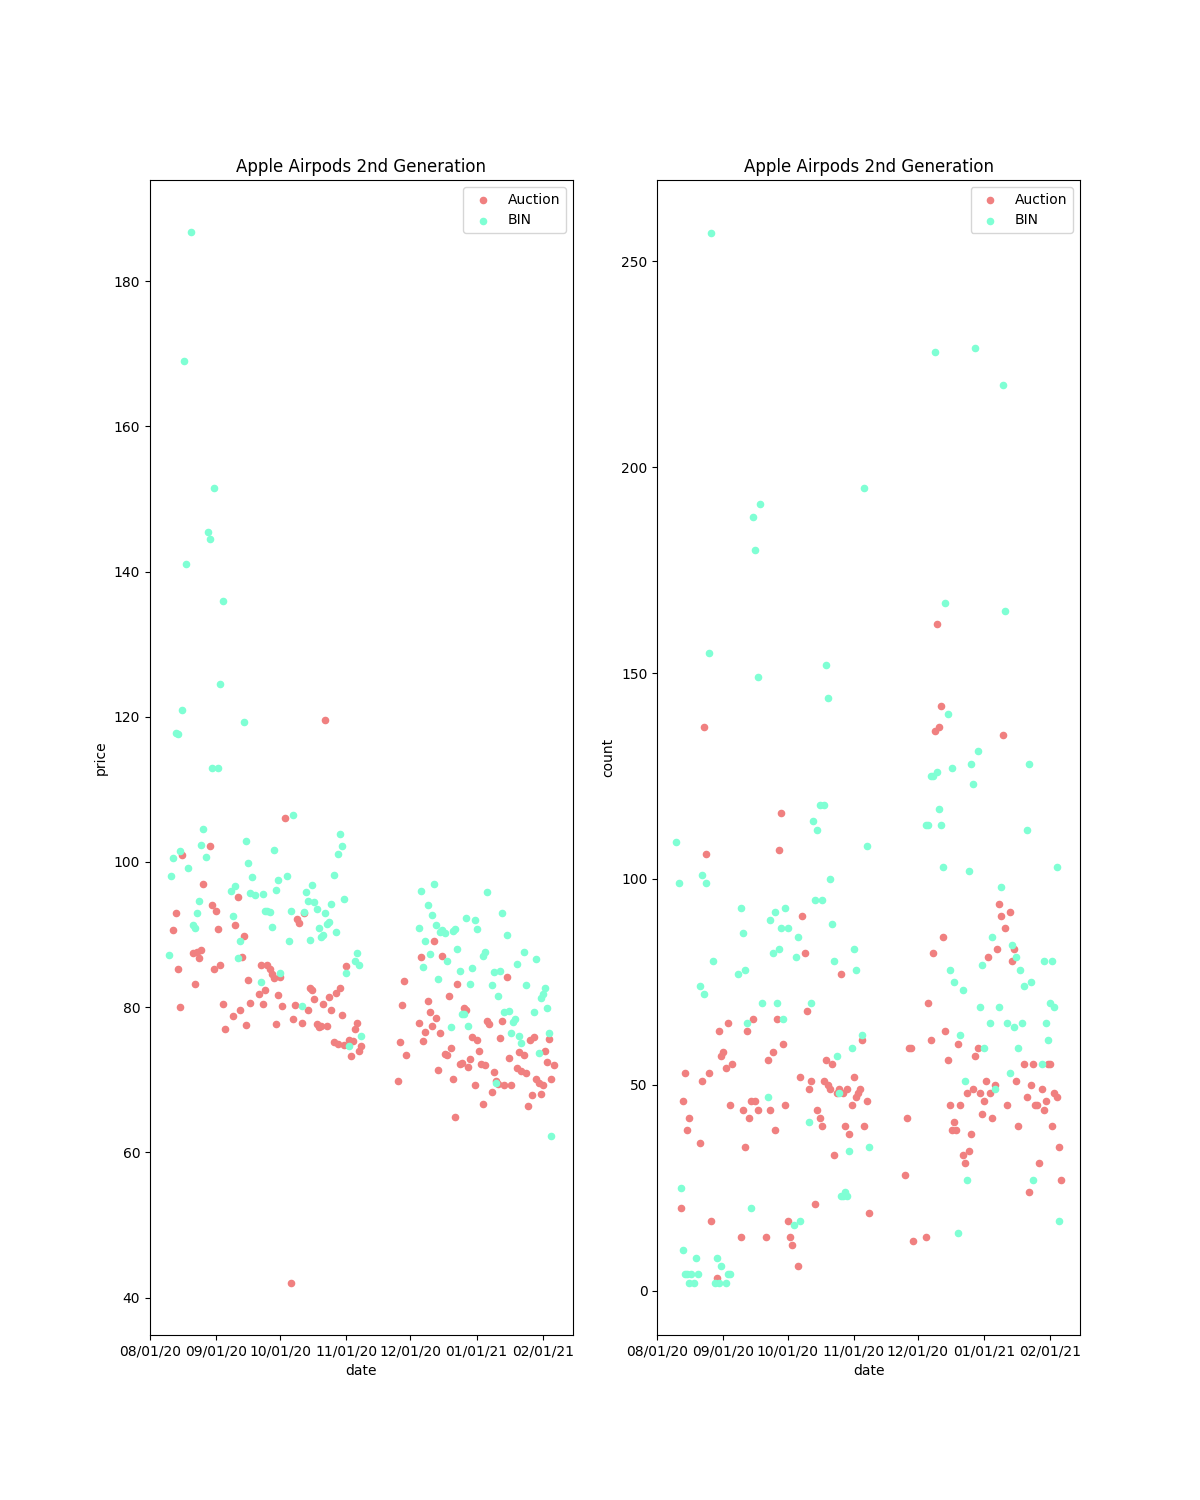 Apple Airpods 2nd Generation
Auction
BIN
180
160
140
120
100
80
60
40
price
08/01/20 09/01/20 10/01/20 11/01/20 12/01/20 01/01/21 02/01/21
date
Apple Airpods 2nd Generation
Auction
BIN
250
200
150
100
50
0
count
08/01/20 09/01/20 10/01/20 11/01/20 12/01/20 01/01/21 02/01/21
date